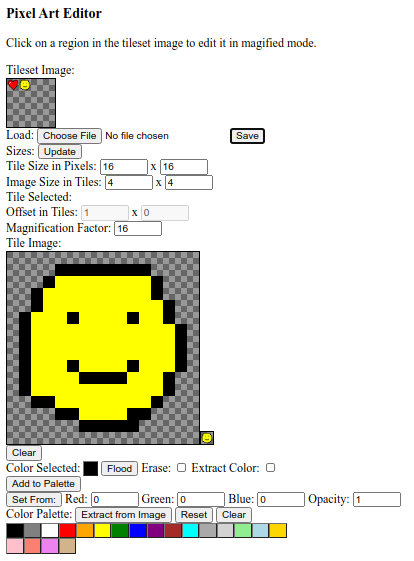 Pixel Art Editor
Click on a region in the tileset image to edit it in magified mode.
Tileset Image:
Load: Choose File No file chosen Save
Sizes: Update
Tile Size in Pixels: 16 x 16
Image Size in Tiles: 4 x 4
Tile Selected:
Offset in Tiles: 1 x 0
Magnification Factor: 16
Tile Image:
Clear
Color Selected: Flood Erase: Extract Color:
Add to Palette
Set From: Red: 0 Green: 0 Blue: 0 Opacity: 1
Color Palette: Extract from Image Reset Clear